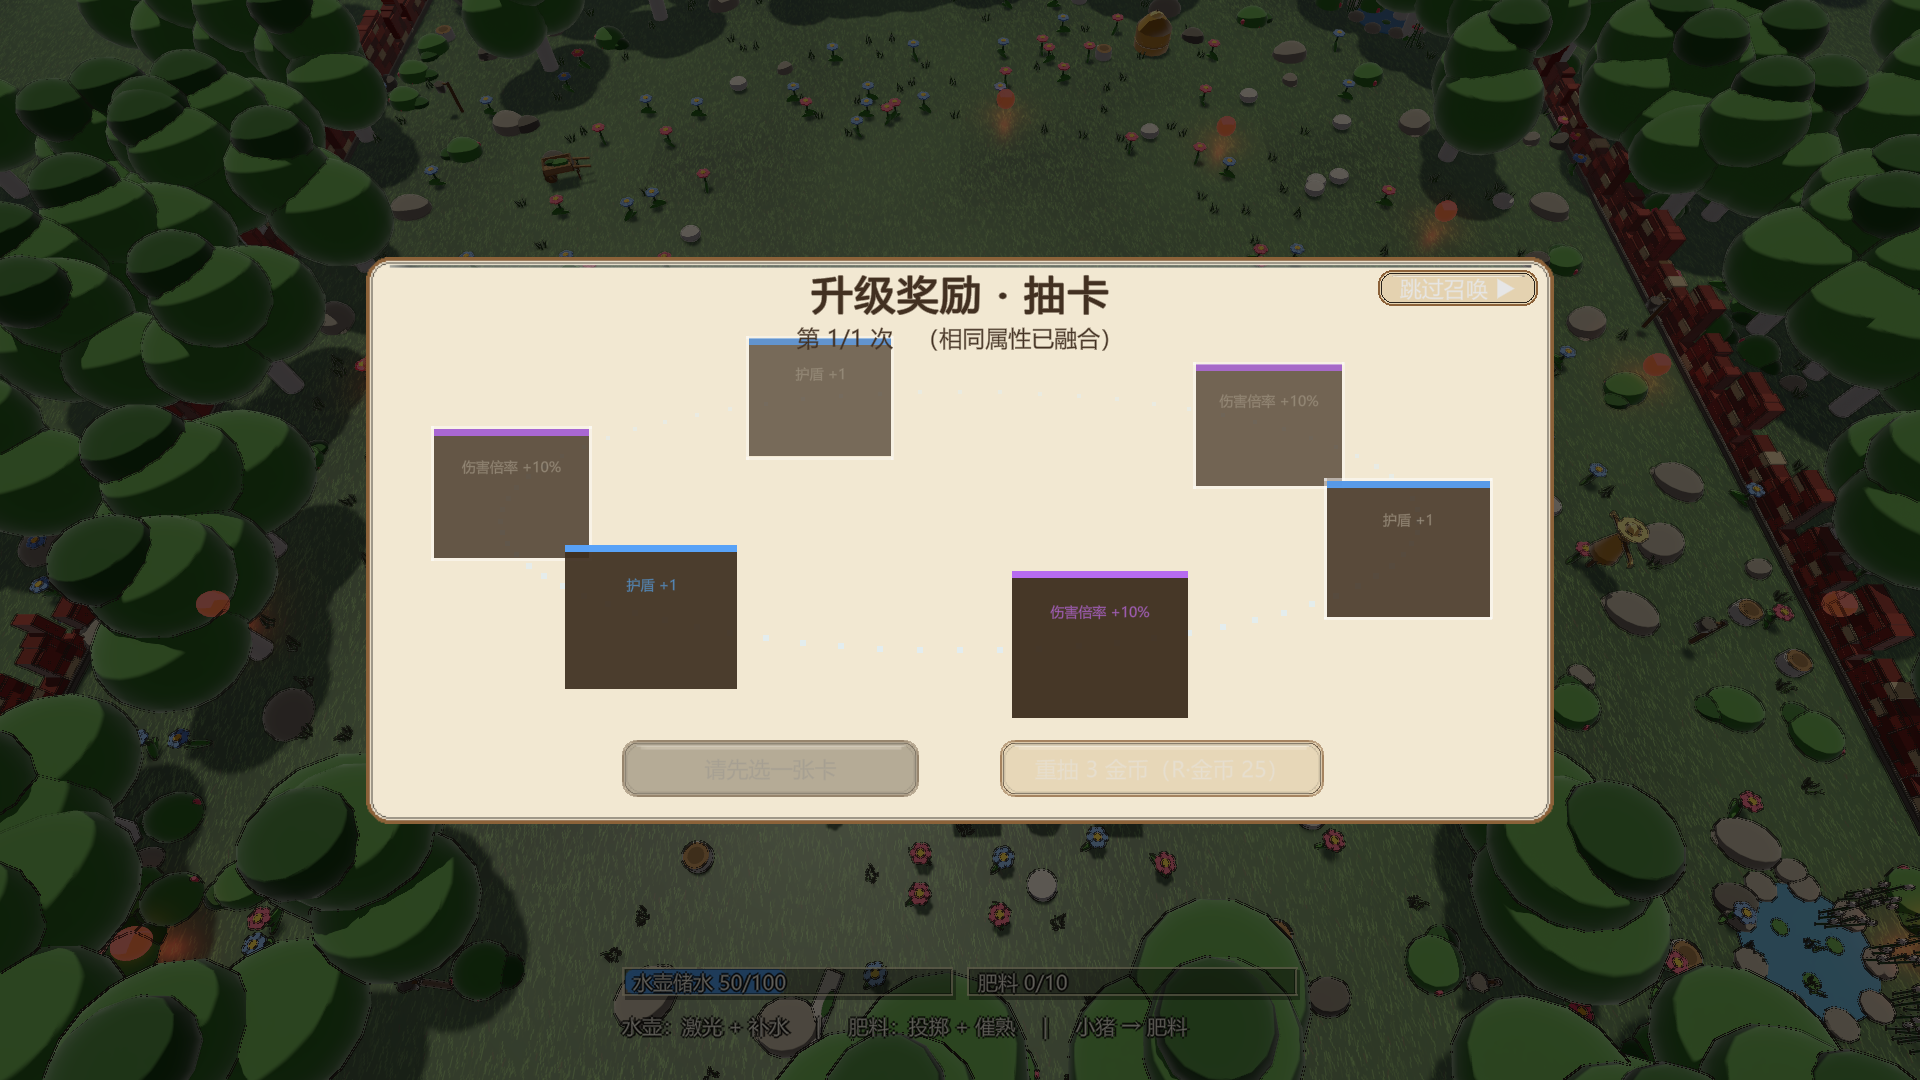 升级奖励 · 抽卡
跳过召唤 ▶
第 1/1 次 （相同属性已融合）
护盾 +1
伤害倍率 +10%
伤害倍率 +10%
护盾 +1
护盾 +1
伤害倍率 +10%
请先选一张卡
重抽 3 金币（R·金币 25）
水壶储水 50/100
肥料 0/10
水壶：激光 + 补水 | 肥料：投掷 + 催熟 | 小猪 → 肥料